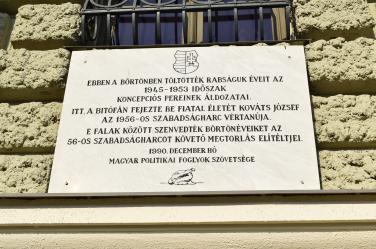 EBBEN A BÖRTÖNBEN TÖLTÖTTÉK RABSÁGUK ÉVEIT AZ
1945-1953 IDŐSZAK
KONCEPCIÓS PEREINEK ÁLDOZATAI.
ITT, A BITÓFÁN FEJEZTE BE FIATAL ÉLETÉT KOVÁTS JÓZSEF
AZ 1956-OS SZABADSÁGHARC VÉRTANÚJA.
E FALAK KÖZÖTT SZENVEDTÉK BÖRTÖNÉVEIKET AZ
56-OS SZABADSÁGHARCOT KÖVETŐ MEGTORLÁS ELÍTÉLTJEI.
1990. DECEMBER HÓ
MAGYAR POLITIKAI FOGLYOK SZÖVETSÉGE